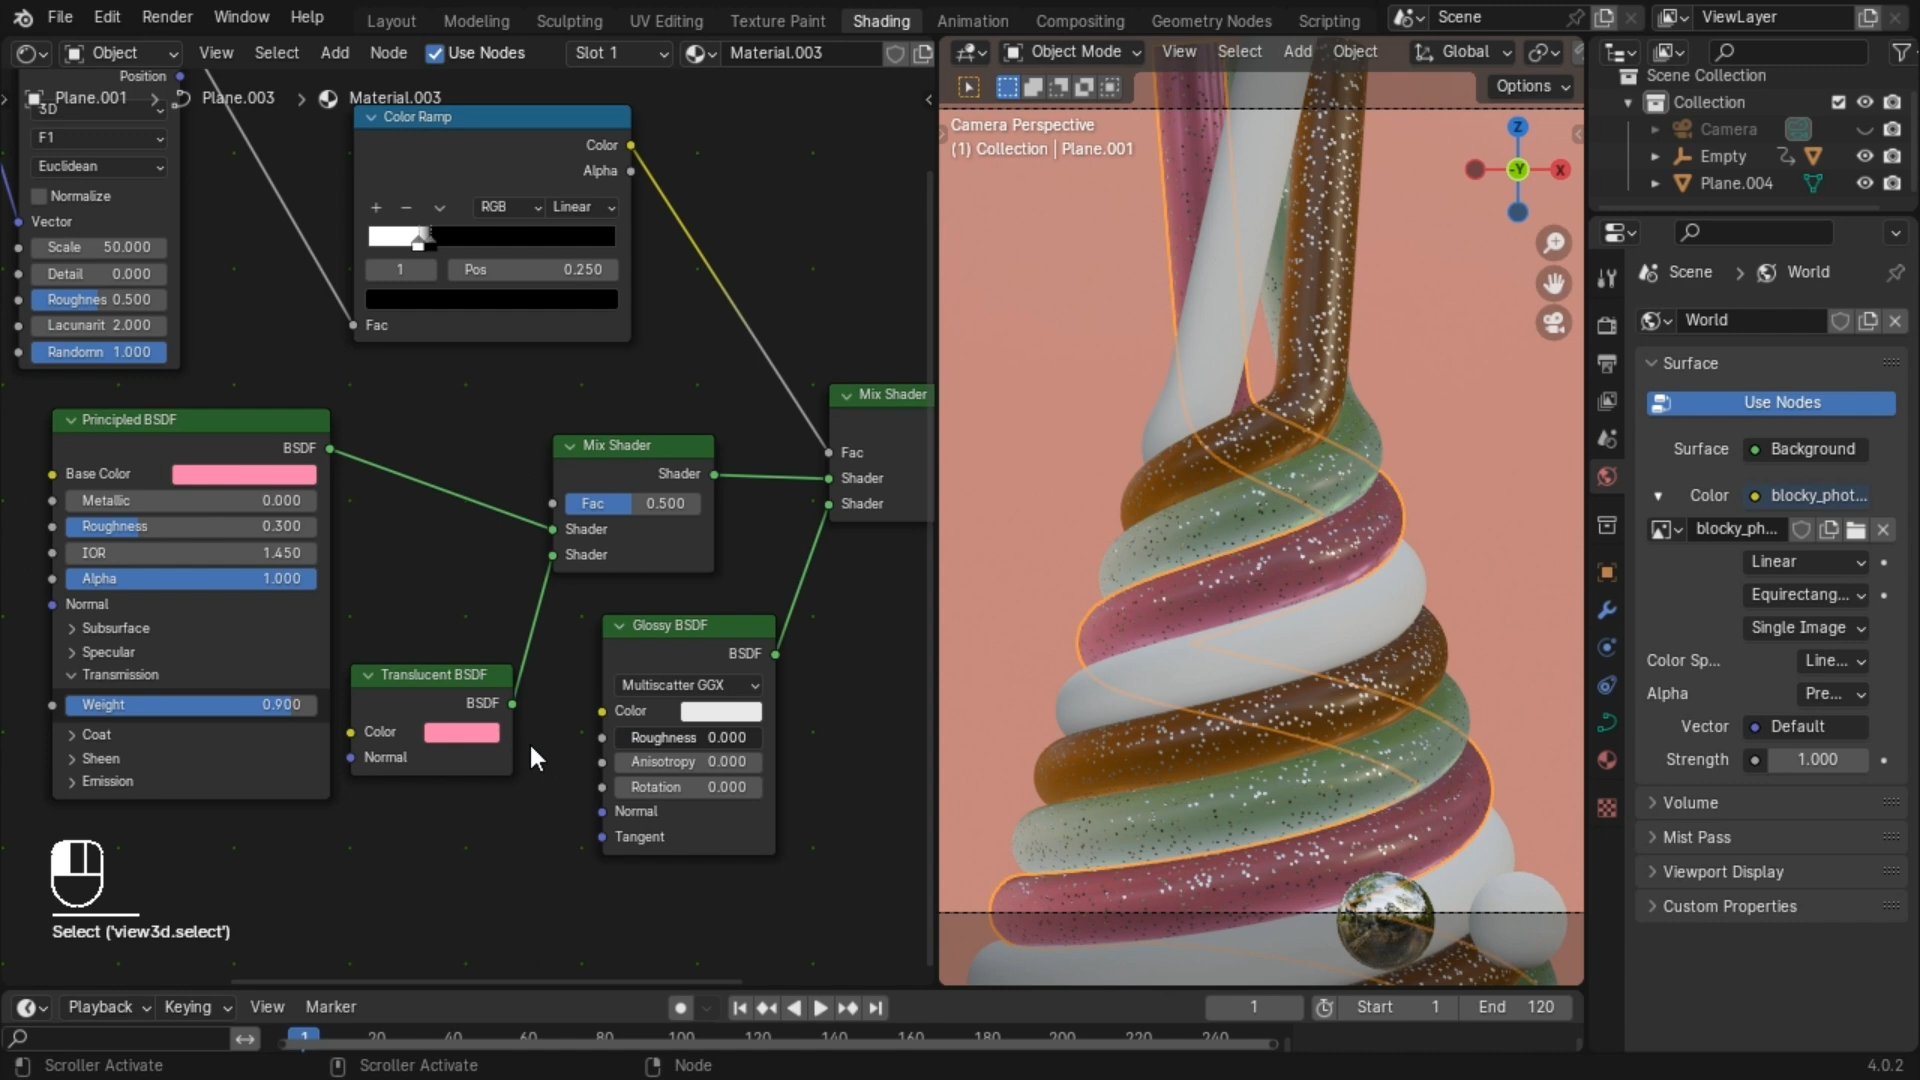 File Edit Render Window Help Layout Modeling Sculpting UV Editing Texture Paint Shading Animation Compositing Geometry Nodes Scripting Scene ViewLayer
Object View Select Add Node Use Nodes Slot 1 Material.003
Object Mode View Select Add Object Global
Options
Position
Plane.001 > Plane.003 > Material.003
3D
F1
Euclidean
Normalize
Vector
Scale 50.000
Detail 0.000
Roughnes 0.500
Lacunarit 2.000
Randomn 1.000
Color Ramp
Color
Alpha
+ −
RGB Linear
1 Pos 0.250
Fac
Principled BSDF
BSDF
Base Color
Metallic 0.000
Roughness 0.300
IOR 1.450
Alpha 1.000
Normal
Subsurface
Specular
Transmission
Weight 0.900
Coat
Sheen
Emission
Mix Shader
Shader
Fac 0.500
Shader
Shader
Translucent BSDF
BSDF
Color
Normal
Glossy BSDF
BSDF
Multiscatter GGX
Color
Roughness 0.000
Anisotropy 0.000
Rotation 0.000
Normal
Tangent
Mix Shader
Fac
Shader
Shader
Select ('view3d.select')
Camera Perspective
(1) Collection | Plane.001
Z
-Y X
Scene Collection
Collection
Camera
Empty
Plane.004
Scene > World
World
Surface
Use Nodes
Surface Background
Color blocky_phot...
blocky_ph...
Linear
Equirectang...
Single Image
Color Sp... Line...
Alpha Pre...
Vector Default
Strength 1.000
Volume
Mist Pass
Viewport Display
Custom Properties
Playback Keying View Marker 1 Start 1 End 120
1 20 40 60 80 100 120 140 160 180 200 220 240
Scroller Activate Scroller Activate Node 4.0.2